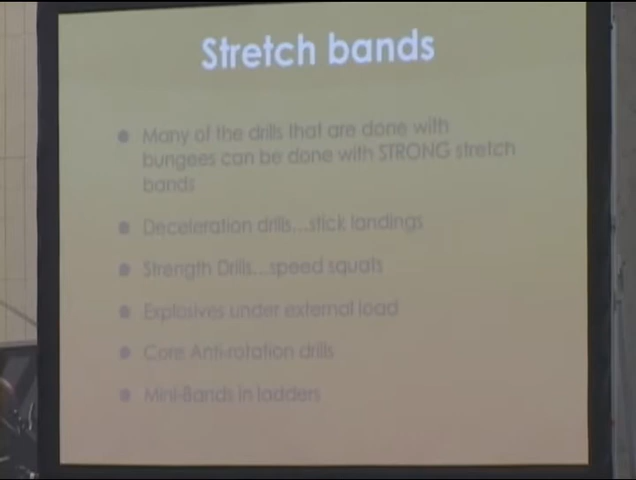 Stretch bands
Many of the drills that are done with
bungees can be done with STRONG stretch
bands
Deceleration drills...stick landings
Strength Drills...speed squats
Explosives under external load
Core Anti-rotation drills
Mini-Bands in ladders